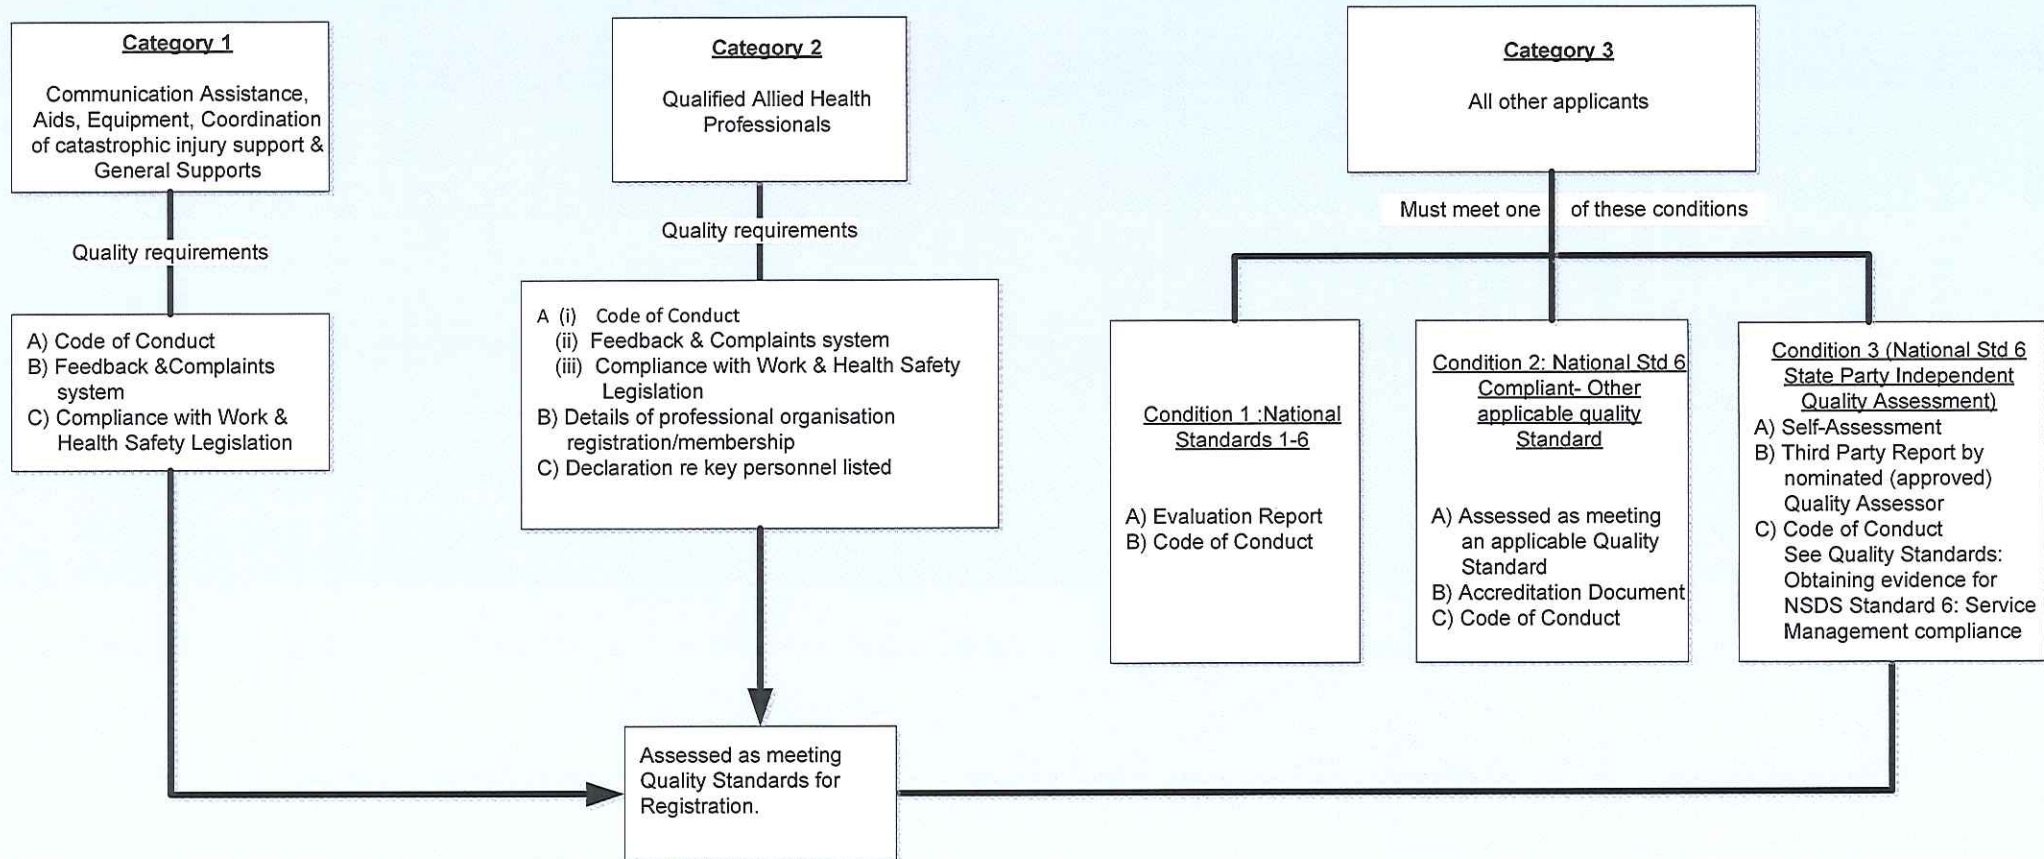 Category 1
Communication Assistance,
Aids, Equipment, Coordination
of catastrophic injury support &
General Supports
Quality requirements
A) Code of Conduct
B) Feedback &Complaints
system
C) Compliance with Work &
Health Safety Legislation
Category 2
Qualified Allied Health
Professionals
Quality requirements
A (i) Code of Conduct
(ii) Feedback & Complaints system
(iii) Compliance with Work & Health Safety
Legislation
B) Details of professional organisation
registration/membership
C) Declaration re key personnel listed
Category 3
All other applicants
Must meet one of these conditions
Condition 1 :National
Standards 1-6
A) Evaluation Report
B) Code of Conduct
Condition 2: National Std 6
Compliant- Other
applicable quality
Standard
A) Assessed as meeting
an applicable Quality
Standard
B) Accreditation Document
C) Code of Conduct
Condition 3 (National Std 6
State Party Independent
Quality Assessment)
A) Self-Assessment
B) Third Party Report by
nominated (approved)
Quality Assessor
C) Code of Conduct
See Quality Standards:
Obtaining evidence for
NSDS Standard 6: Service
Management compliance
Assessed as meeting
Quality Standards for
Registration.